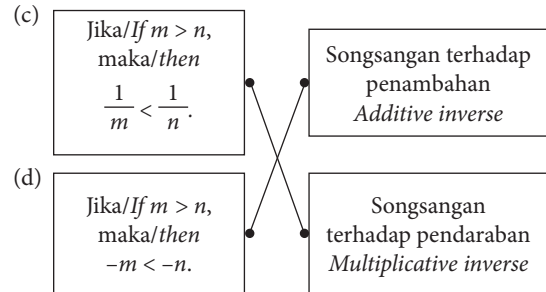 (c)
Jika/If m > n,
maka/then
1/m < 1/n.
Songsangan terhadap
penambahan
Additive inverse
(d)
Jika/If m > n,
maka/then
–m < –n.
Songsangan
terhadap pendaraban
Multiplicative inverse